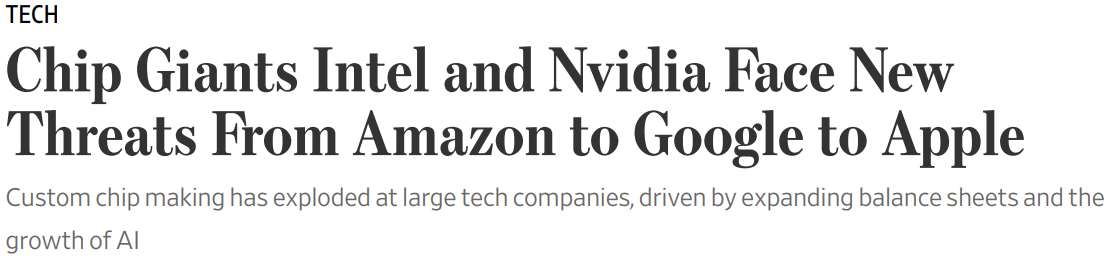 TECH
Chip Giants Intel and Nvidia Face New
Threats From Amazon to Google to Apple
Custom chip making has exploded at large tech companies, driven by expanding balance sheets and the
growth of AI